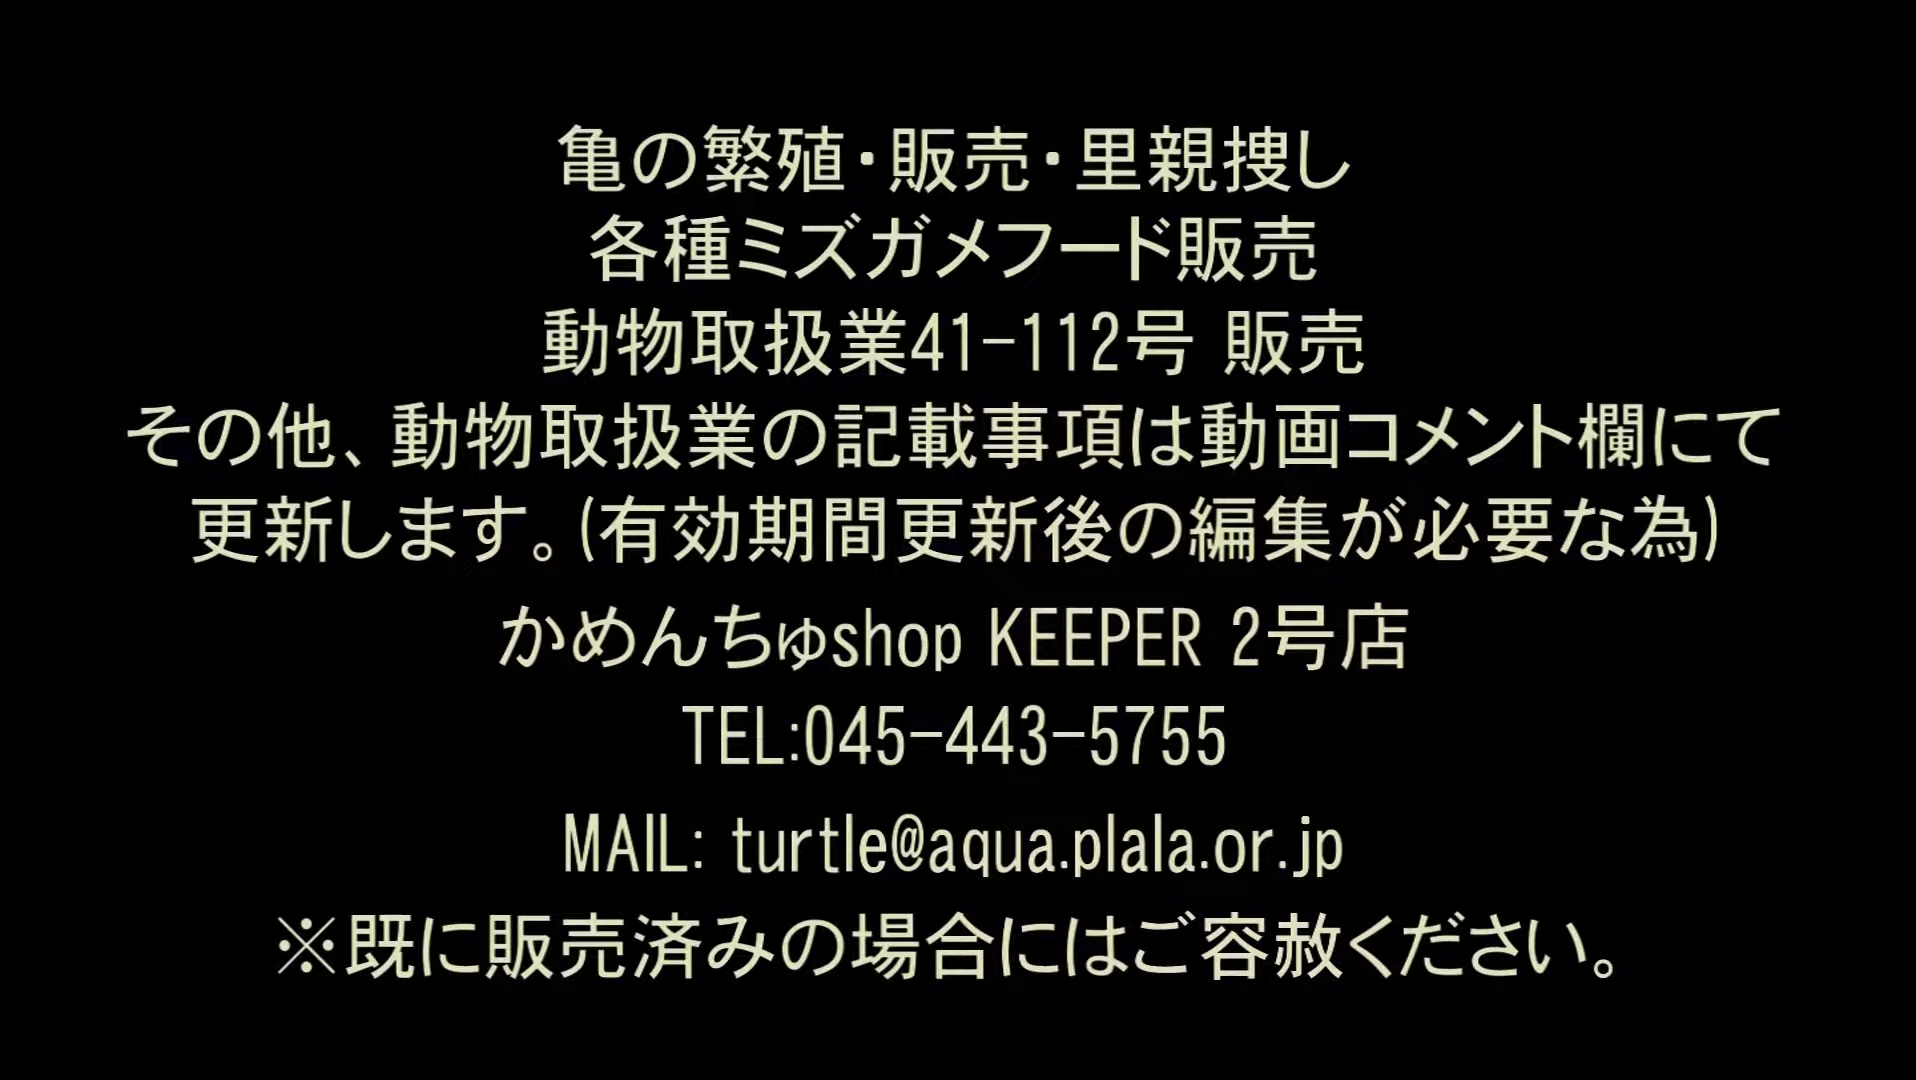 亀の繁殖・販売・里親捜し
各種ミズガメフード販売
動物取扱業41-112号 販売
その他、動物取扱業の記載事項は動画コメント欄にて
更新します。(有効期間更新後の編集が必要な為)
かめんちゅshop KEEPER 2号店
TEL:045-443-5755
MAIL: turtle@aqua.plala.or.jp
※既に販売済みの場合にはご容赦ください。